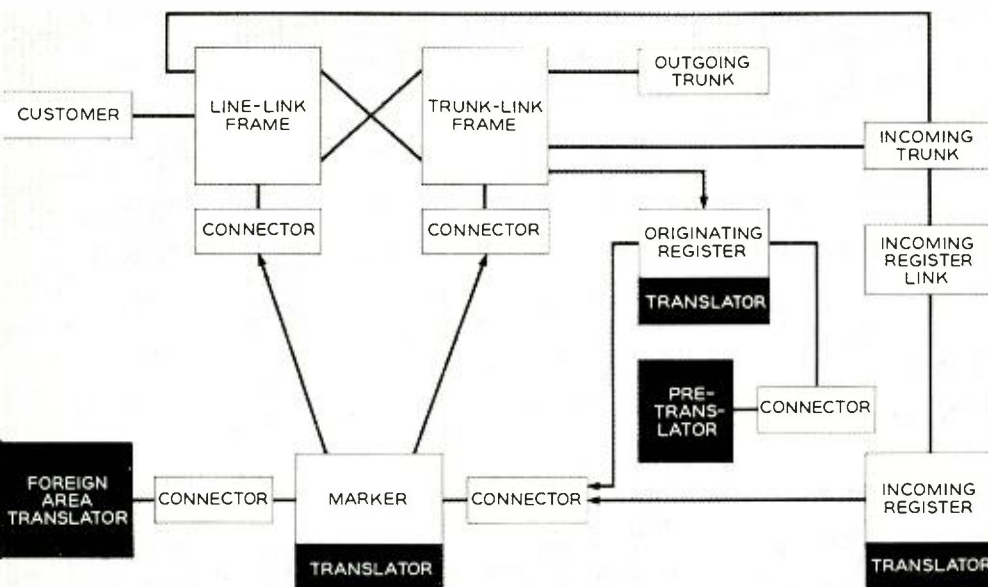 OUTGOING
TRUNK
LINE-LINK
FRAME
TRUNK-LINK
FRAME
CUSTOMER
INCOMING
TRUNK
CONNECTOR
CONNECTOR
ORIGINATING
REGISTER
TRANSLATOR
INCOMING
REGISTER
LINK
PRE-
TRANS-
LATOR
CONNECTOR
FOREIGN
AREA
TRANSLATOR
CONNECTOR
MARKER
TRANSLATOR
CONNECTOR
INCOMING
REGISTER
TRANSLATOR